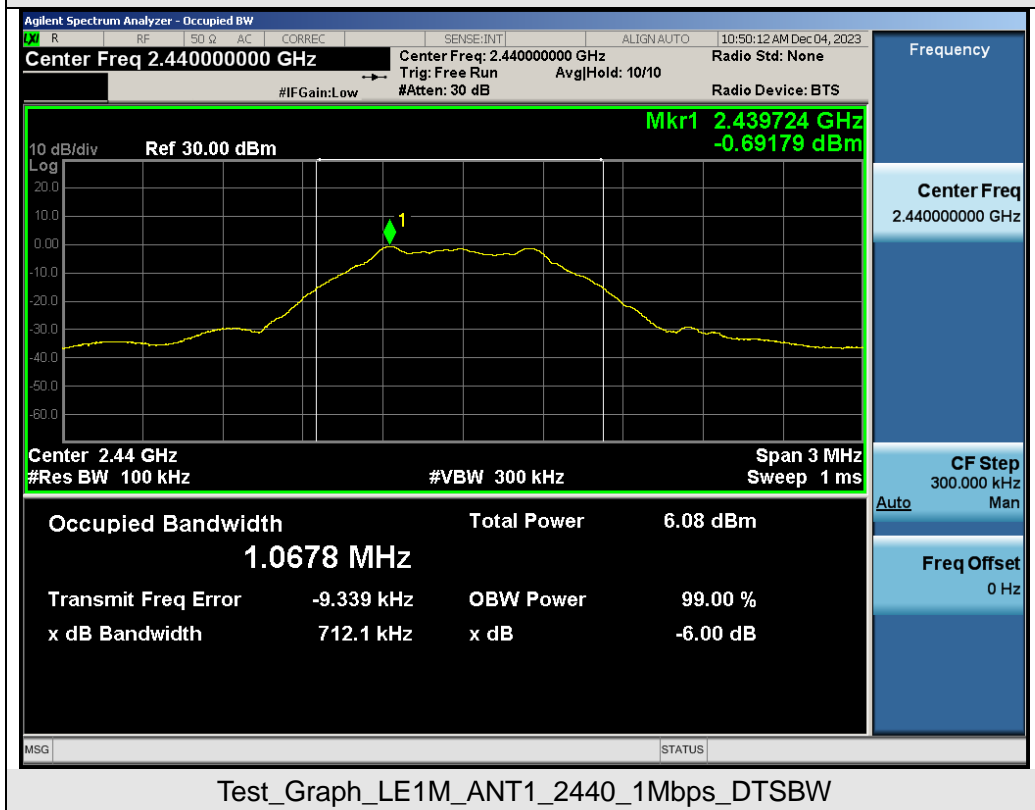 Agilent Spectrum Analyzer - Occupied BW
LXI R RF 50 Ω AC CORREC SENSE:INT ALIGN AUTO 10:50:12 AM Dec 04, 2023
Center Freq 2.440000000 GHz
Center Freq: 2.440000000 GHz
Radio Std: None
Trig: Free Run Avg|Hold: 10/10
#IFGain:Low
#Atten: 30 dB
Radio Device: BTS
Mkr1 2.439724 GHz
-0.69179 dBm
10 dB/div Ref 30.00 dBm
Log
20.0
10.0
0.00
-10.0
-20.0
-30.0
-40.0
-50.0
-60.0
1
Center 2.44 GHz Span 3 MHz
#Res BW 100 kHz #VBW 300 kHz Sweep 1 ms
Occupied Bandwidth Total Power 6.08 dBm
1.0678 MHz
Transmit Freq Error -9.339 kHz OBW Power 99.00 %
x dB Bandwidth 712.1 kHz x dB -6.00 dB
MSG STATUS
Frequency
Center Freq
2.440000000 GHz
CF Step
300.000 kHz
Auto Man
Freq Offset
0 Hz
Test_Graph_LE1M_ANT1_2440_1Mbps_DTSBW